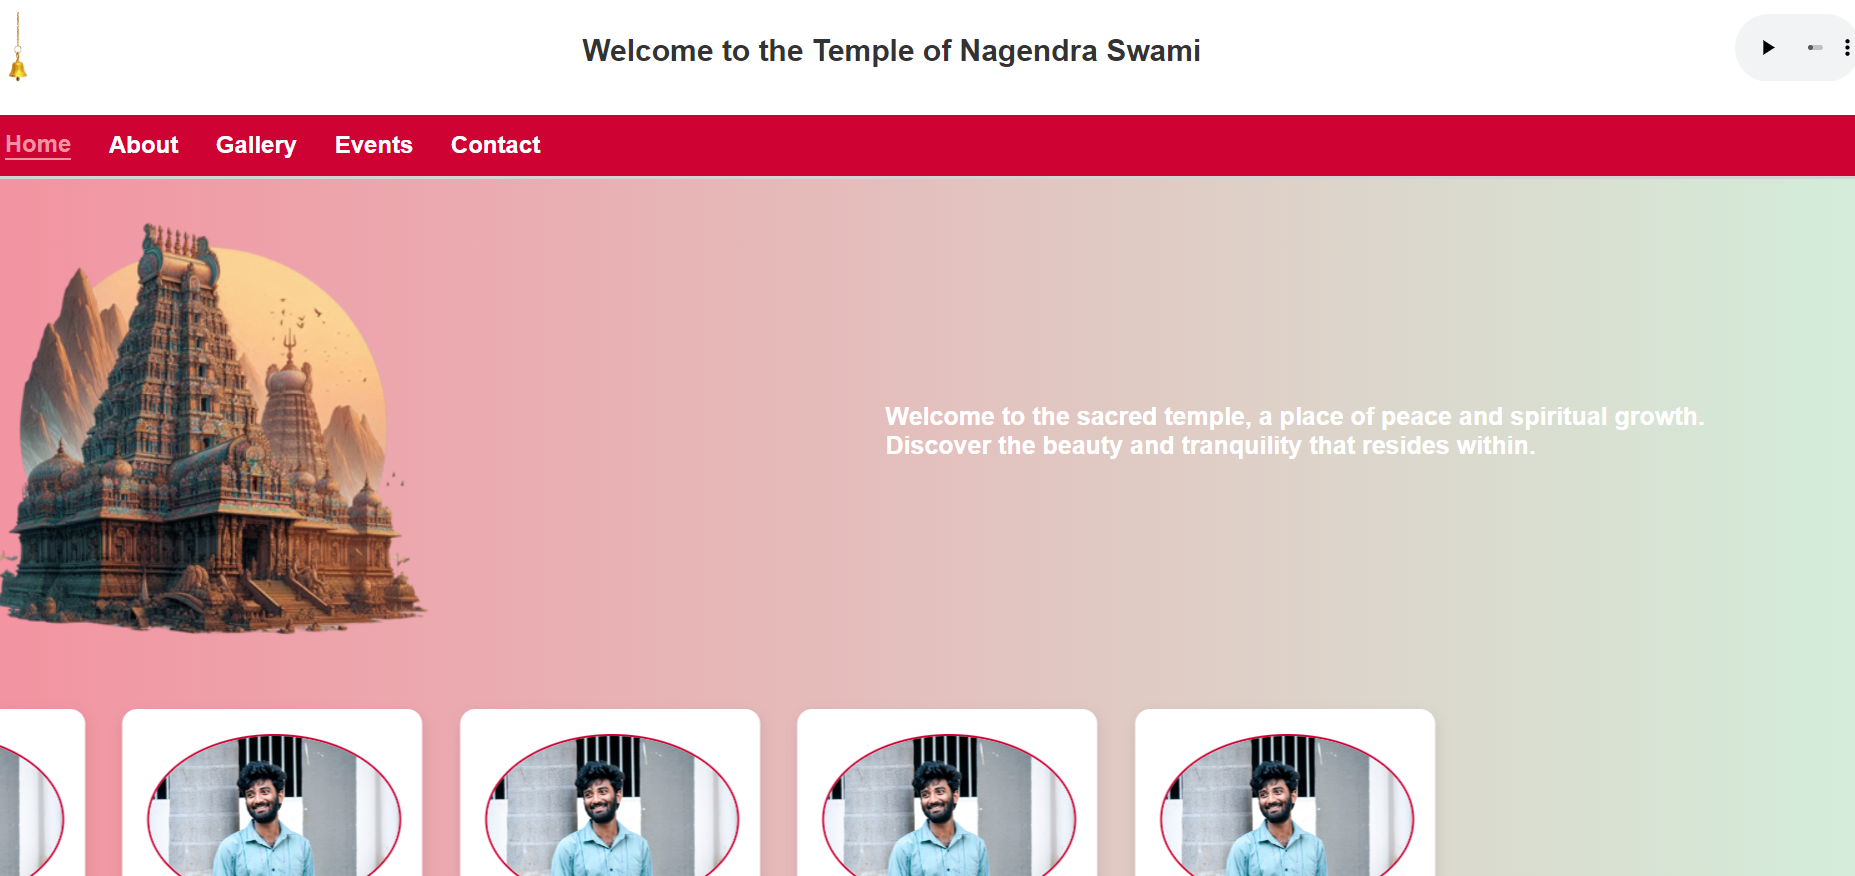 Welcome to the Temple of Nagendra Swami
Home About Gallery Events Contact
Welcome to the sacred temple, a place of peace and spiritual growth.
Discover the beauty and tranquility that resides within.